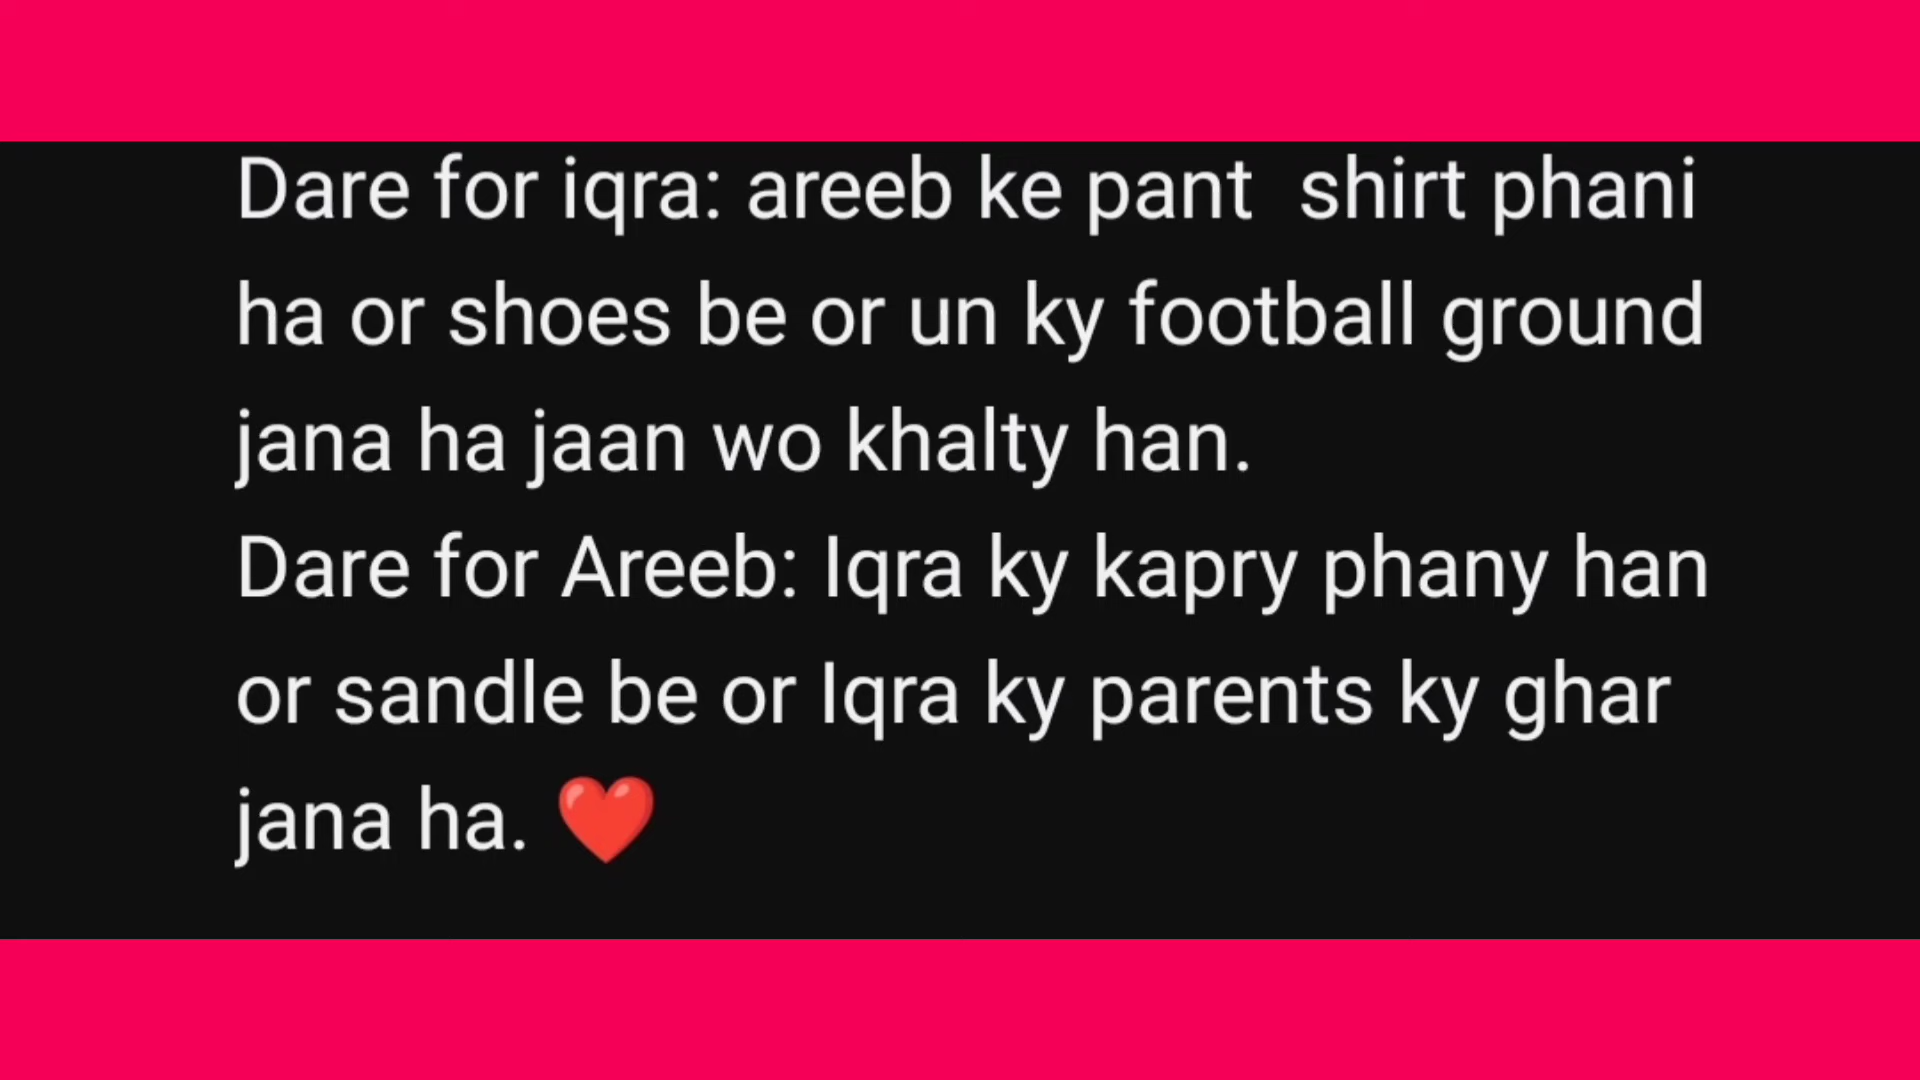 Dare for iqra: areeb ke pant  shirt phani
ha or shoes be or un ky football ground
jana ha jaan wo khalty han.
Dare for Areeb: Iqra ky kapry phany han
or sandle be or Iqra ky parents ky ghar
jana ha. ❤️